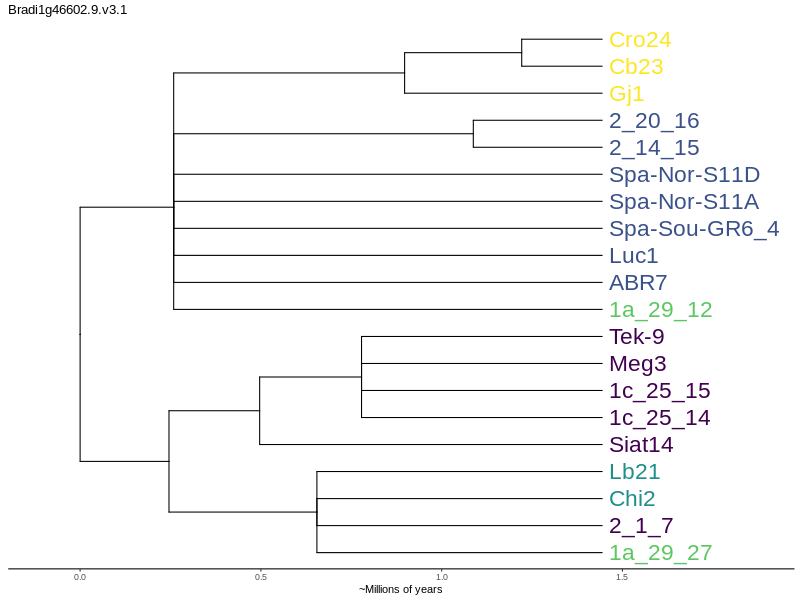 Bradi1g46602.9.v3.1
Cro24
Cb23
Gj1
2_20_16
2_14_15
Spa-Nor-S11D
Spa-Nor-S11A
Spa-Sou-GR6_4
Luc1
ABR7
1a_29_12
Tek-9
Meg3
1c_25_15
1c_25_14
Siat14
Lb21
Chi2
2_1_7
1a_29_27
0.0 0.5 1.0 1.5
~Millions of years